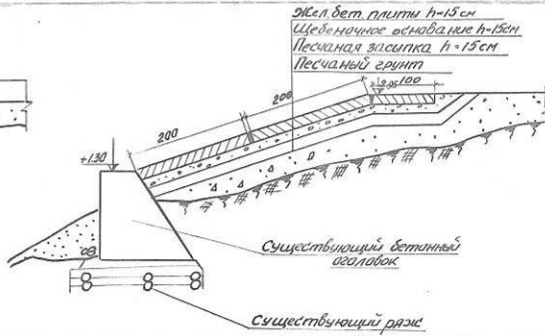 Жел.бет. плиты h=15см
Щебеночное основание h=15см
Песчаная засыпка h=15см
Песчаный грунт
200
200
100
+1.30
Существующий бетонный
оголовок
Существующий ряж